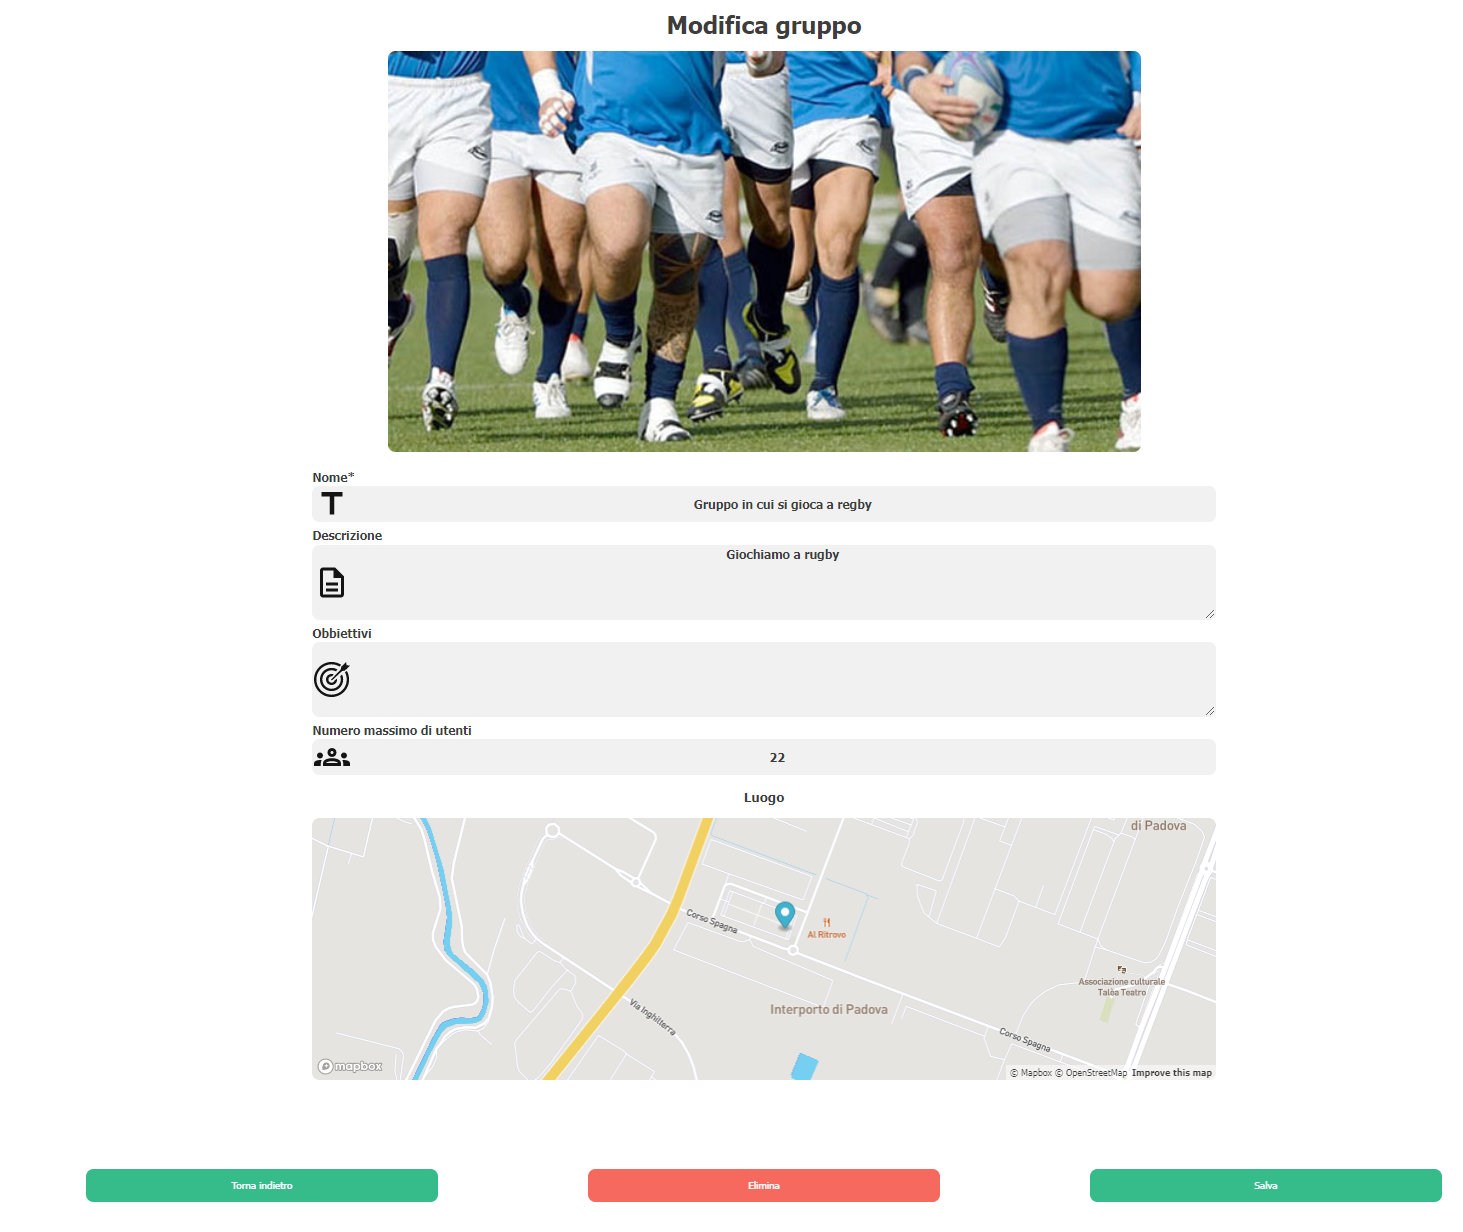 Modifica gruppo
Nome*
Gruppo in cui si gioca a regby
Descrizione
Giochiamo a rugby
Obbiettivi
Numero massimo di utenti
22
Luogo
di Padova
Corso Spagna
Al Ritrovo
Associazione culturale
Talèa Teatro
Via Inghilterra
Interporto di Padova
Corso Spagna
mapbox
© Mapbox © OpenStreetMap Improve this map
Torna indietro
Elimina
Salva